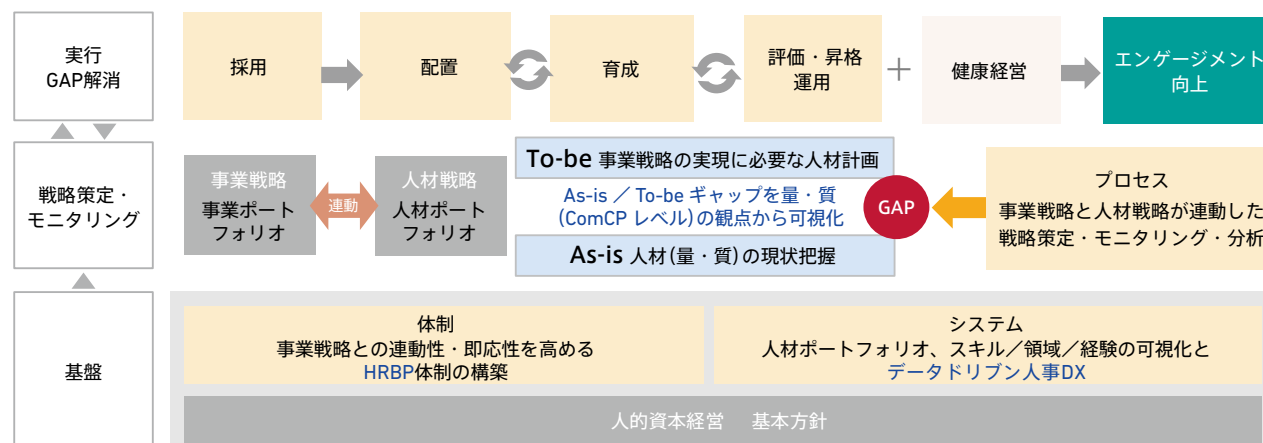 実行
GAP解消
採用
配置
育成
評価・昇格
運用
＋
健康経営
エンゲージメント
向上
戦略策定・
モニタリング
事業戦略
事業ポート
フォリオ
連動
人材戦略
人材ポート
フォリオ
To-be 事業戦略の実現に必要な人材計画
As-is ／ To-be ギャップを量・質
(ComCP レベル)の観点から可視化
As-is 人材(量・質)の現状把握
GAP
プロセス
事業戦略と人材戦略が連動した
戦略策定・モニタリング・分析
基盤
体制
事業戦略との連動性・即応性を高める
HRBP体制の構築
システム
人材ポートフォリオ、スキル／領域／経験の可視化と
データドリブン人事DX
人的資本経営　基本方針